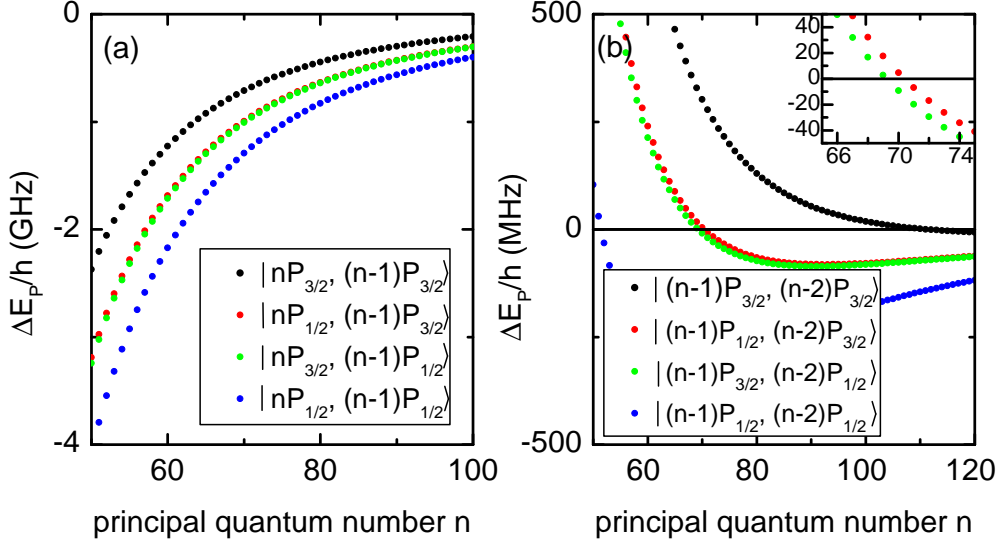 (a)
0
-2
-4
ΔE_P/h (GHz)
| nP_{3/2}, (n-1)P_{3/2}⟩
| nP_{1/2}, (n-1)P_{3/2}⟩
| nP_{3/2}, (n-1)P_{1/2}⟩
| nP_{1/2}, (n-1)P_{1/2}⟩
60 80 100
principal quantum number n
(b)
500
0
-500
ΔE_P/h (MHz)
40
20
0
-20
-40
66 70 74
| (n-1)P_{3/2}, (n-2)P_{3/2}⟩
| (n-1)P_{1/2}, (n-2)P_{3/2}⟩
| (n-1)P_{3/2}, (n-2)P_{1/2}⟩
| (n-1)P_{1/2}, (n-2)P_{1/2}⟩
60 80 100 120
principal quantum number n